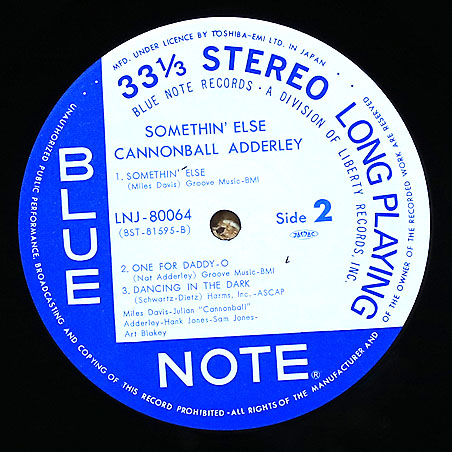 MFD. UNDER LICENCE BY TOSHIBA-EMI LTD. IN JAPAN
33 1/3 STEREO LONG PLAYING
BLUE NOTE RECORDS · A DIVISION OF LIBERTY RECORDS, INC.
SOMETHIN' ELSE
CANNONBALL ADDERLEY
1. SOMETHIN' ELSE
(Miles Davis) Groove Music-BMI
LNJ-80064
(BST-81595-B)
Side 2
2. ONE FOR DADDY-O
(Nat Adderley) Groove Music-BMI
3. DANCING IN THE DARK
(Schwartz-Dietz) Harms, Inc.-ASCAP
Miles Davis-Julian "Cannonball"
Adderley-Hank Jones-Sam Jones-
Art Blakey
BLUE
NOTE®
UNAUTHORIZED PUBLIC PERFORMANCE, BROADCASTING AND COPYING OF THIS RECORD PROHIBITED-ALL RIGHTS OF THE MANUFACTURER AND OF THE OWNER OF THE RECORDED WORK ARE RESERVED